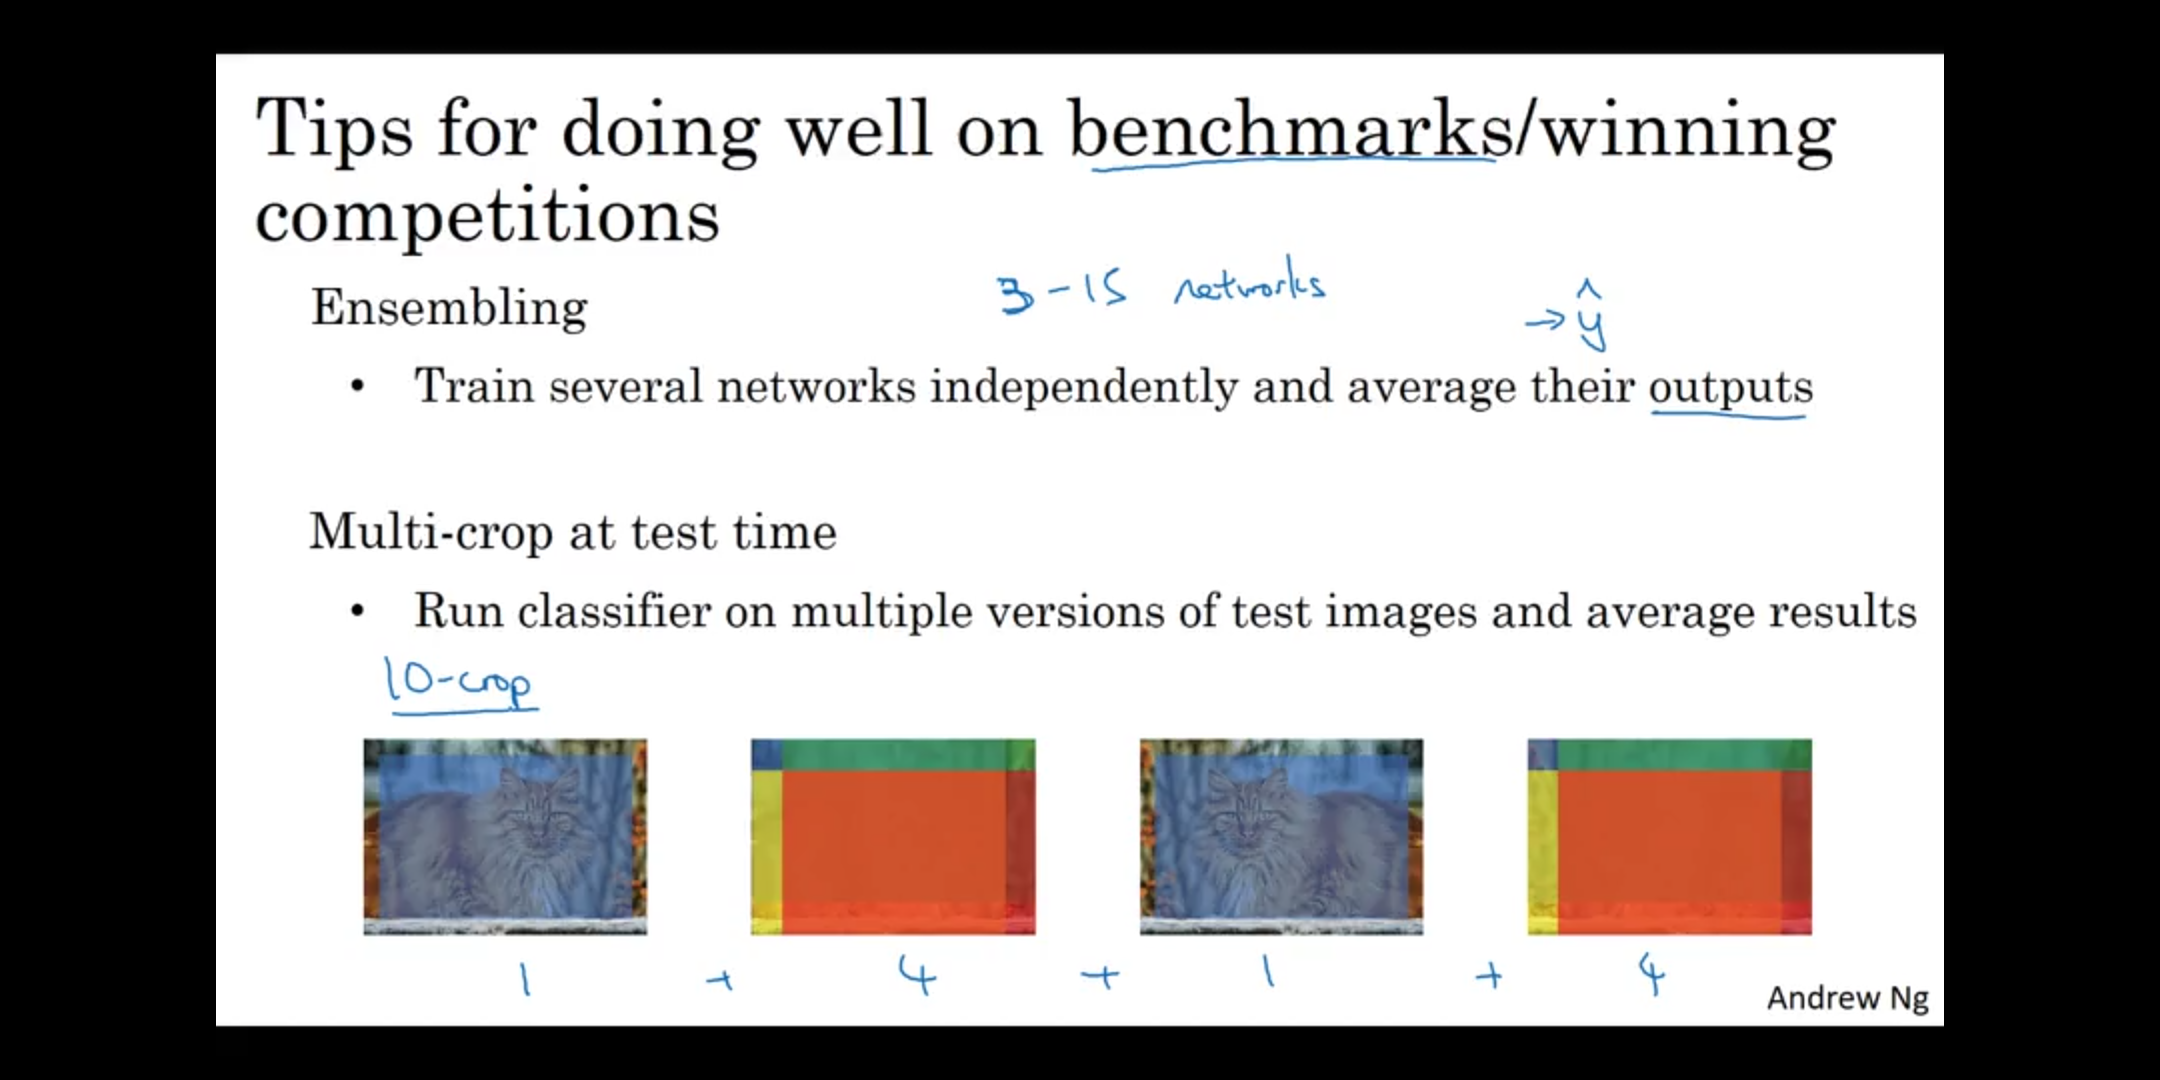 Tips for doing well on benchmarks/winning
competitions
Ensembling
3-15 networks
→ ŷ
• Train several networks independently and average their outputs
Multi-crop at test time
• Run classifier on multiple versions of test images and average results
10-crop
1 + 4 + 1 + 4
Andrew Ng